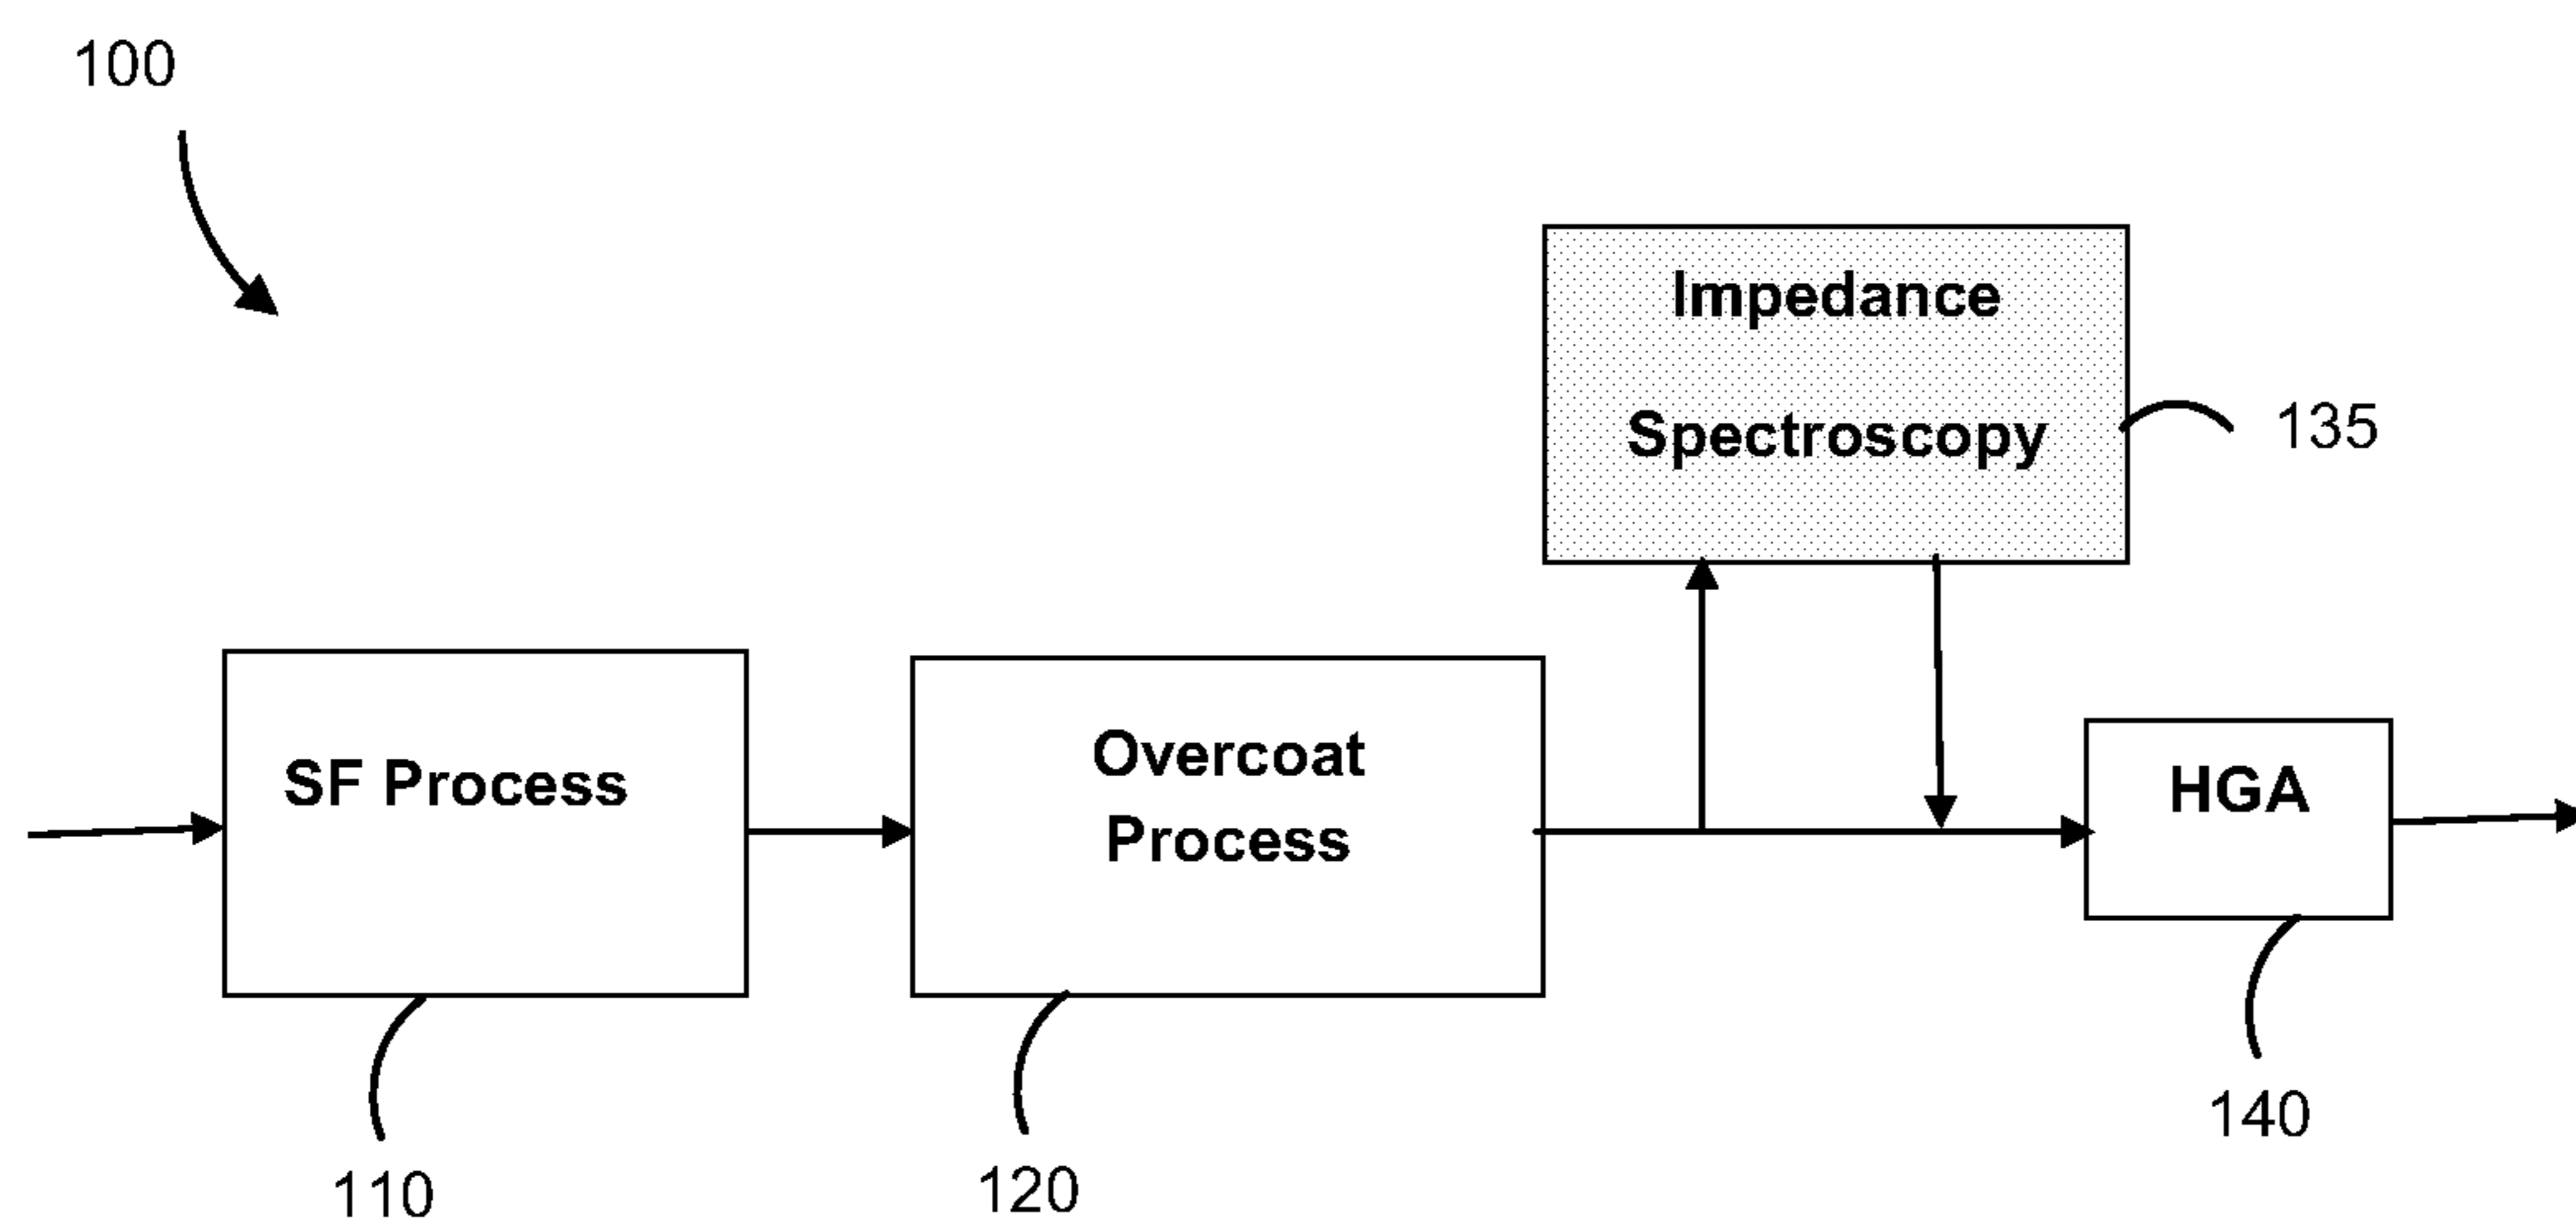 100
Impedance
Spectroscopy
135
SF Process
Overcoat
Process
HGA
110
120
140